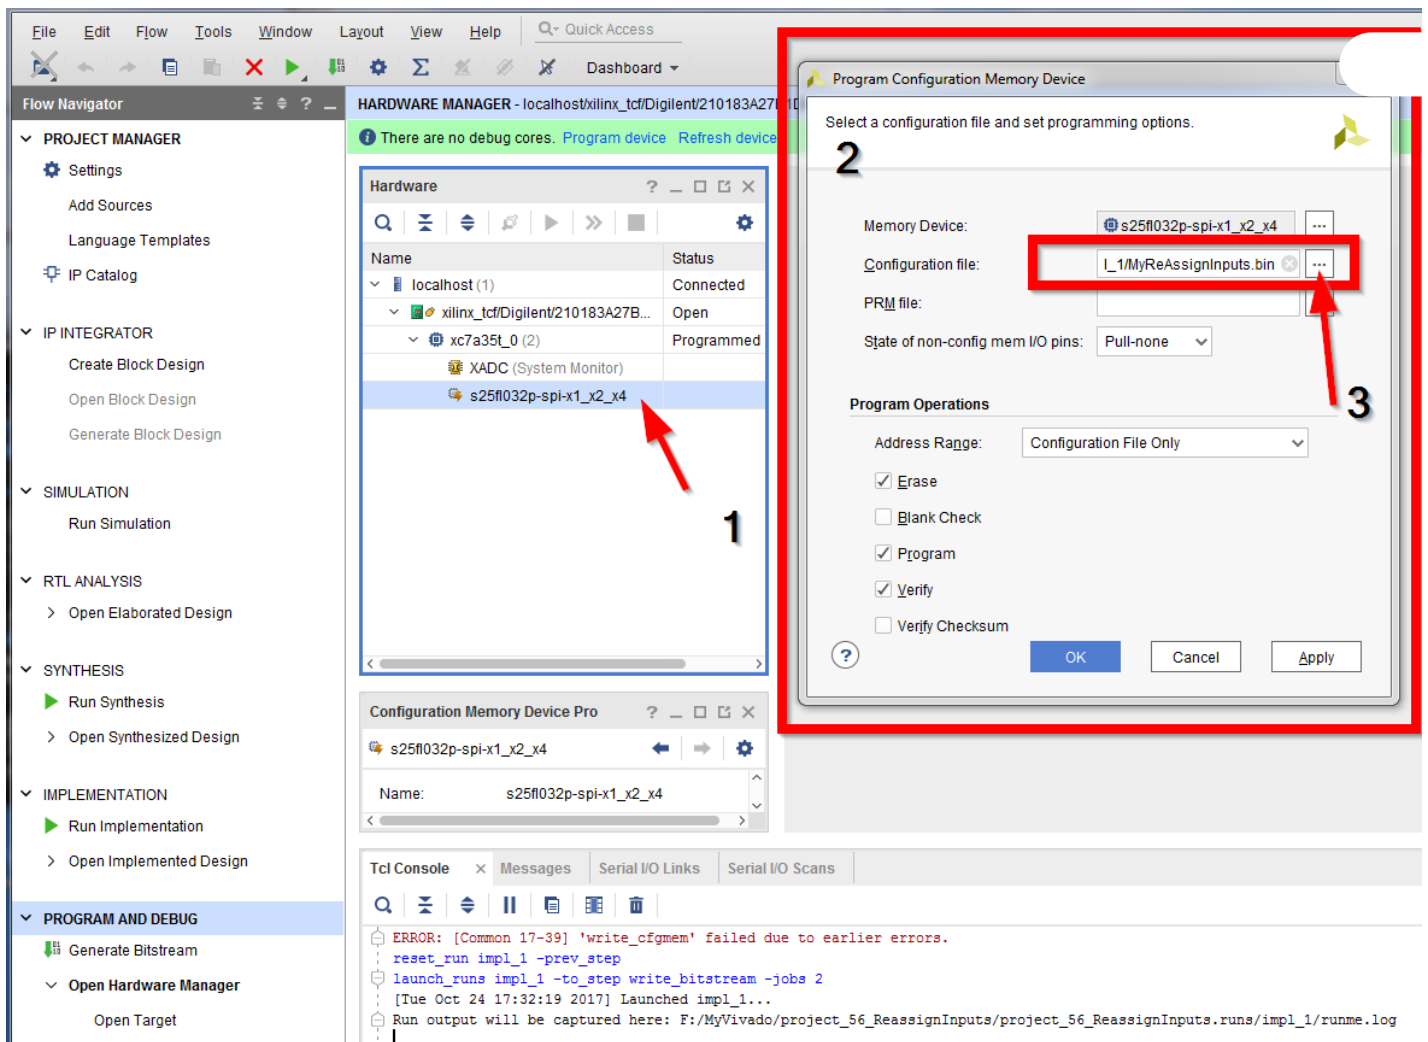 File Edit Flow Tools Window Layout View Help Quick Access
Dashboard
Flow Navigator
HARDWARE MANAGER - localhost/xilinx_tcf/Digilent/210183A27
There are no debug cores. Program device Refresh device
PROJECT MANAGER
Settings
Add Sources
Language Templates
IP Catalog
IP INTEGRATOR
Create Block Design
Open Block Design
Generate Block Design
SIMULATION
Run Simulation
RTL ANALYSIS
Open Elaborated Design
SYNTHESIS
Run Synthesis
Open Synthesized Design
IMPLEMENTATION
Run Implementation
Open Implemented Design
PROGRAM AND DEBUG
Generate Bitstream
Open Hardware Manager
Open Target
Hardware
Name Status
localhost (1) Connected
xilinx_tcf/Digilent/210183A27B... Open
xc7a35t_0 (2) Programmed
XADC (System Monitor)
s25fl032p-spi-x1_x2_x4
1
Configuration Memory Device Pro
s25fl032p-spi-x1_x2_x4
Name: s25fl032p-spi-x1_x2_x4
Program Configuration Memory Device
Select a configuration file and set programming options.
2
Memory Device: s25fl032p-spi-x1_x2_x4 ...
Configuration file: l_1/MyReAssignInputs.bin ...
PRM file:
State of non-config mem I/O pins: Pull-none
3
Program Operations
Address Range: Configuration File Only
Erase
Blank Check
Program
Verify
Verify Checksum
? OK Cancel Apply
Tcl Console Messages Serial I/O Links Serial I/O Scans
ERROR: [Common 17-39] 'write_cfgmem' failed due to earlier errors.
reset_run impl_1 -prev_step
launch_runs impl_1 -to_step write_bitstream -jobs 2
[Tue Oct 24 17:32:19 2017] Launched impl_1...
Run output will be captured here: F:/MyVivado/project_56_ReassignInputs/project_56_ReassignInputs.runs/impl_1/runme.log